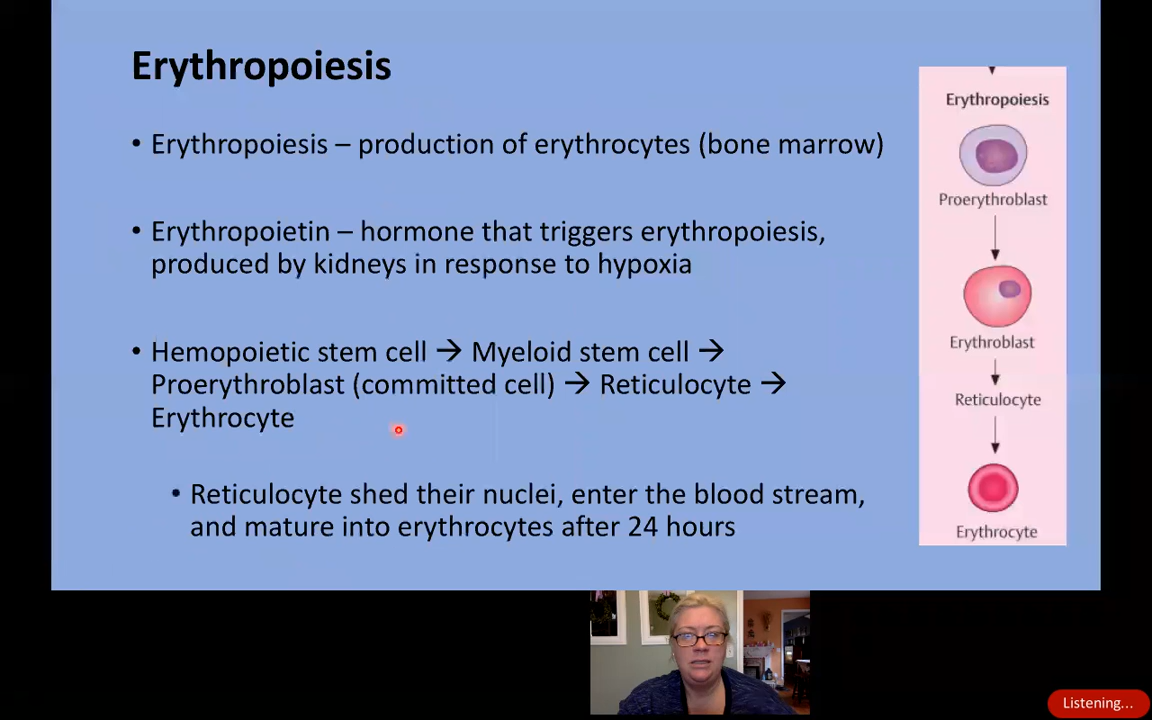 Erythropoiesis
• Erythropoiesis – production of erythrocytes (bone marrow)
• Erythropoietin – hormone that triggers erythropoiesis,
produced by kidneys in response to hypoxia
• Hemopoietic stem cell → Myeloid stem cell →
Proerythroblast (committed cell) → Reticulocyte →
Erythrocyte
• Reticulocyte shed their nuclei, enter the blood stream,
and mature into erythrocytes after 24 hours
Erythropoiesis
Proerythroblast
Erythroblast
Reticulocyte
Erythrocyte
Listening...